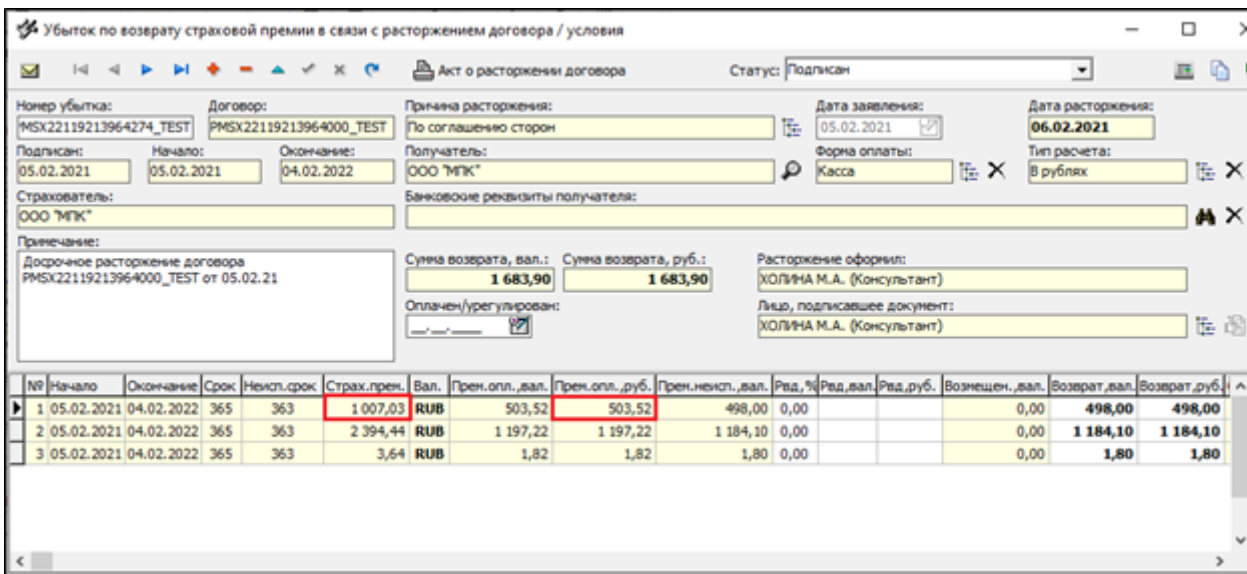 Убыток по возврату страховой премии в связи с расторжением договора / условия
Акт о расторжении договора Статус: Подписан
Номер убытка: Договор: Причина расторжения: Дата заявления: Дата расторжения:
MSX22119213964274_TEST PMSX22119213964000_TEST По соглашению сторон 05.02.2021 06.02.2021
Подписан: Начало: Окончание: Получатель: Форма оплаты: Тип расчета:
05.02.2021 05.02.2021 04.02.2022 ООО "МПК" Касса В рублях
Страхователь: Банковские реквизиты получателя:
ООО "МПК"
Примечание:
Досрочное расторжение договора
PMSX22119213964000_TEST от 05.02.21
Сумма возврата, вал.: Сумма возврата, руб.: Расторжение оформил:
1 683,90 1 683,90 ХОЛИНА М.А. (Консультант)
Оплачен/урегулирован: Лицо, подписавшее документ:
__.__.____ ХОЛИНА М.А. (Консультант)
№ Начало Окончание Срок Неисп.срок Страх.прем. Вал. Прем.опл.,вал. Прем.опл.,руб. Прем.неисп.,вал. Рвд,% Рвд,вал. Рвд,руб. Возмещен.,вал. Возврат,вал. Возврат,руб.
1 05.02.2021 04.02.2022 365 363 1 007,03 RUB 503,52 503,52 498,00 0,00 0,00 498,00 498,00
2 05.02.2021 04.02.2022 365 363 2 394,44 RUB 1 197,22 1 197,22 1 184,10 0,00 0,00 1 184,10 1 184,10
3 05.02.2021 04.02.2022 365 363 3,64 RUB 1,82 1,82 1,80 0,00 0,00 1,80 1,80